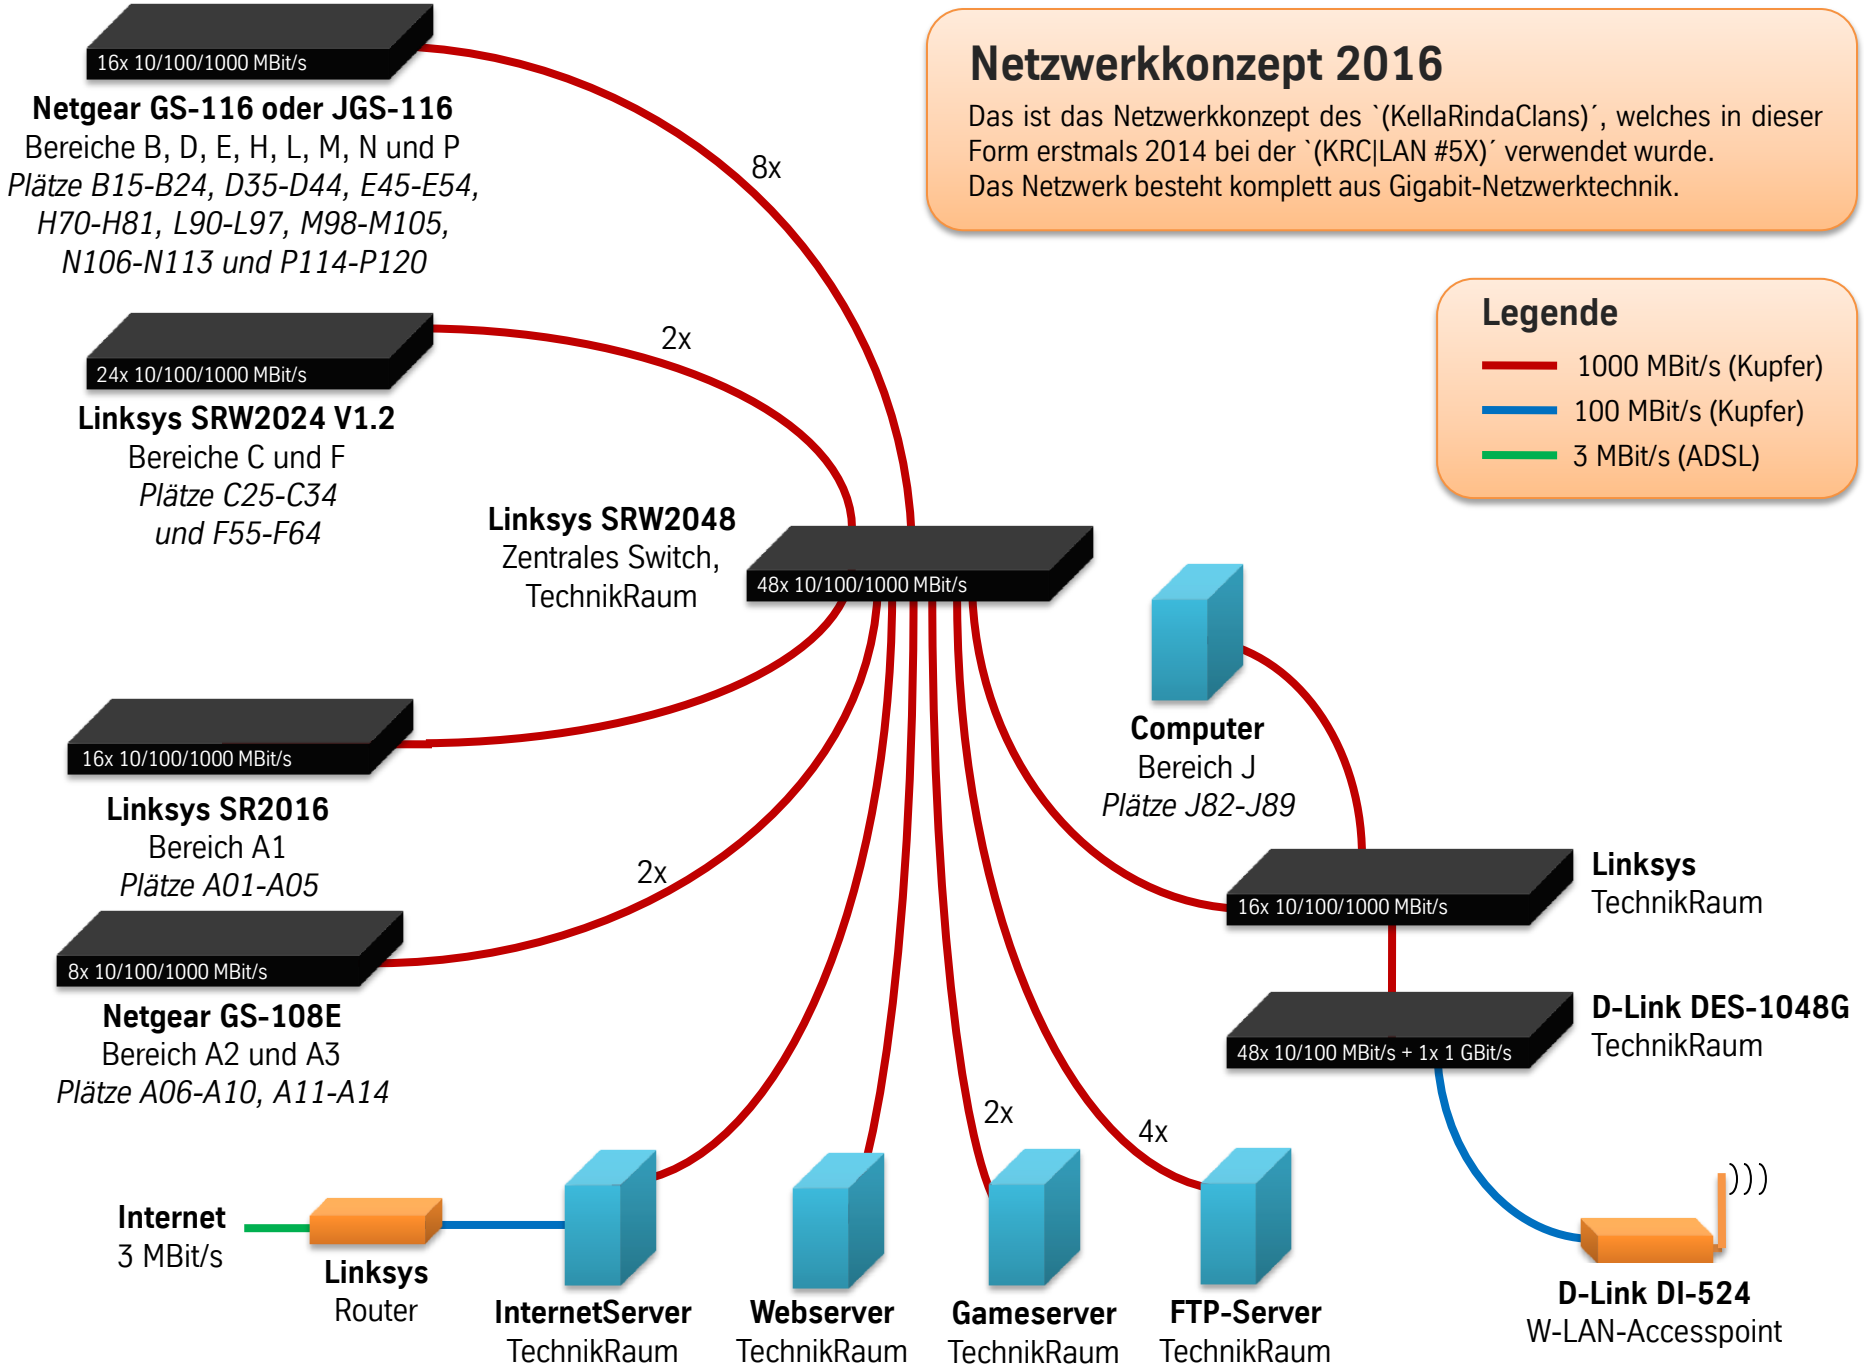 Netzwerkkonzept 2016
Das ist das Netzwerkkonzept des `(KellaRindaClans)´, welches in dieser
Form erstmals 2014 bei der `(KRC|LAN #5X)´ verwendet wurde.
Das Netzwerk besteht komplett aus Gigabit-Netzwerktechnik.
Legende
1000 MBit/s (Kupfer)
100 MBit/s (Kupfer)
3 MBit/s (ADSL)
16x 10/100/1000 MBit/s
Netgear GS-116 oder JGS-116
Bereiche B, D, E, H, L, M, N und P
Plätze B15-B24, D35-D44, E45-E54,
H70-H81, L90-L97, M98-M105,
N106-N113 und P114-P120
8x
24x 10/100/1000 MBit/s
Linksys SRW2024 V1.2
Bereiche C und F
Plätze C25-C34
und F55-F64
2x
Linksys SRW2048
Zentrales Switch,
TechnikRaum
48x 10/100/1000 MBit/s
16x 10/100/1000 MBit/s
Linksys SR2016
Bereich A1
Plätze A01-A05
2x
8x 10/100/1000 MBit/s
Netgear GS-108E
Bereich A2 und A3
Plätze A06-A10, A11-A14
Computer
Bereich J
Plätze J82-J89
16x 10/100/1000 MBit/s
Linksys
TechnikRaum
48x 10/100 MBit/s + 1x 1 GBit/s
D-Link DES-1048G
TechnikRaum
2x
4x
Internet
3 MBit/s
Linksys
Router
InternetServer
TechnikRaum
Webserver
TechnikRaum
Gameserver
TechnikRaum
FTP-Server
TechnikRaum
D-Link DI-524
W-LAN-Accesspoint